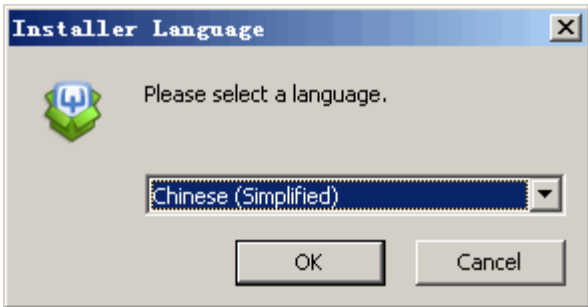 Installer Language
Please select a language.
Chinese (Simplified)
OK
Cancel